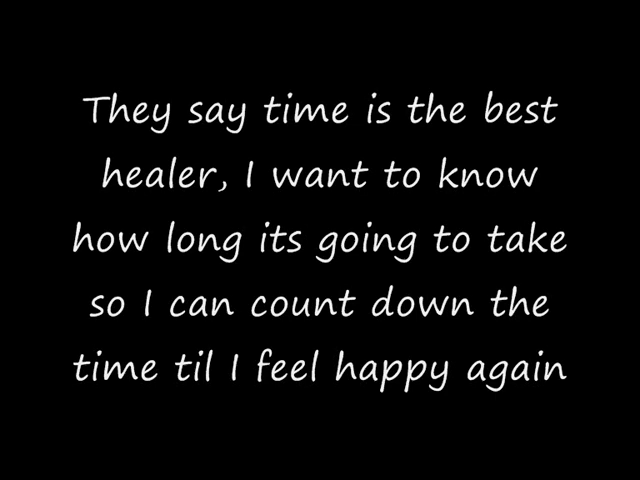 They say time is the best
healer, I want to know
how long its going to take
so I can count down the
time til I feel happy again